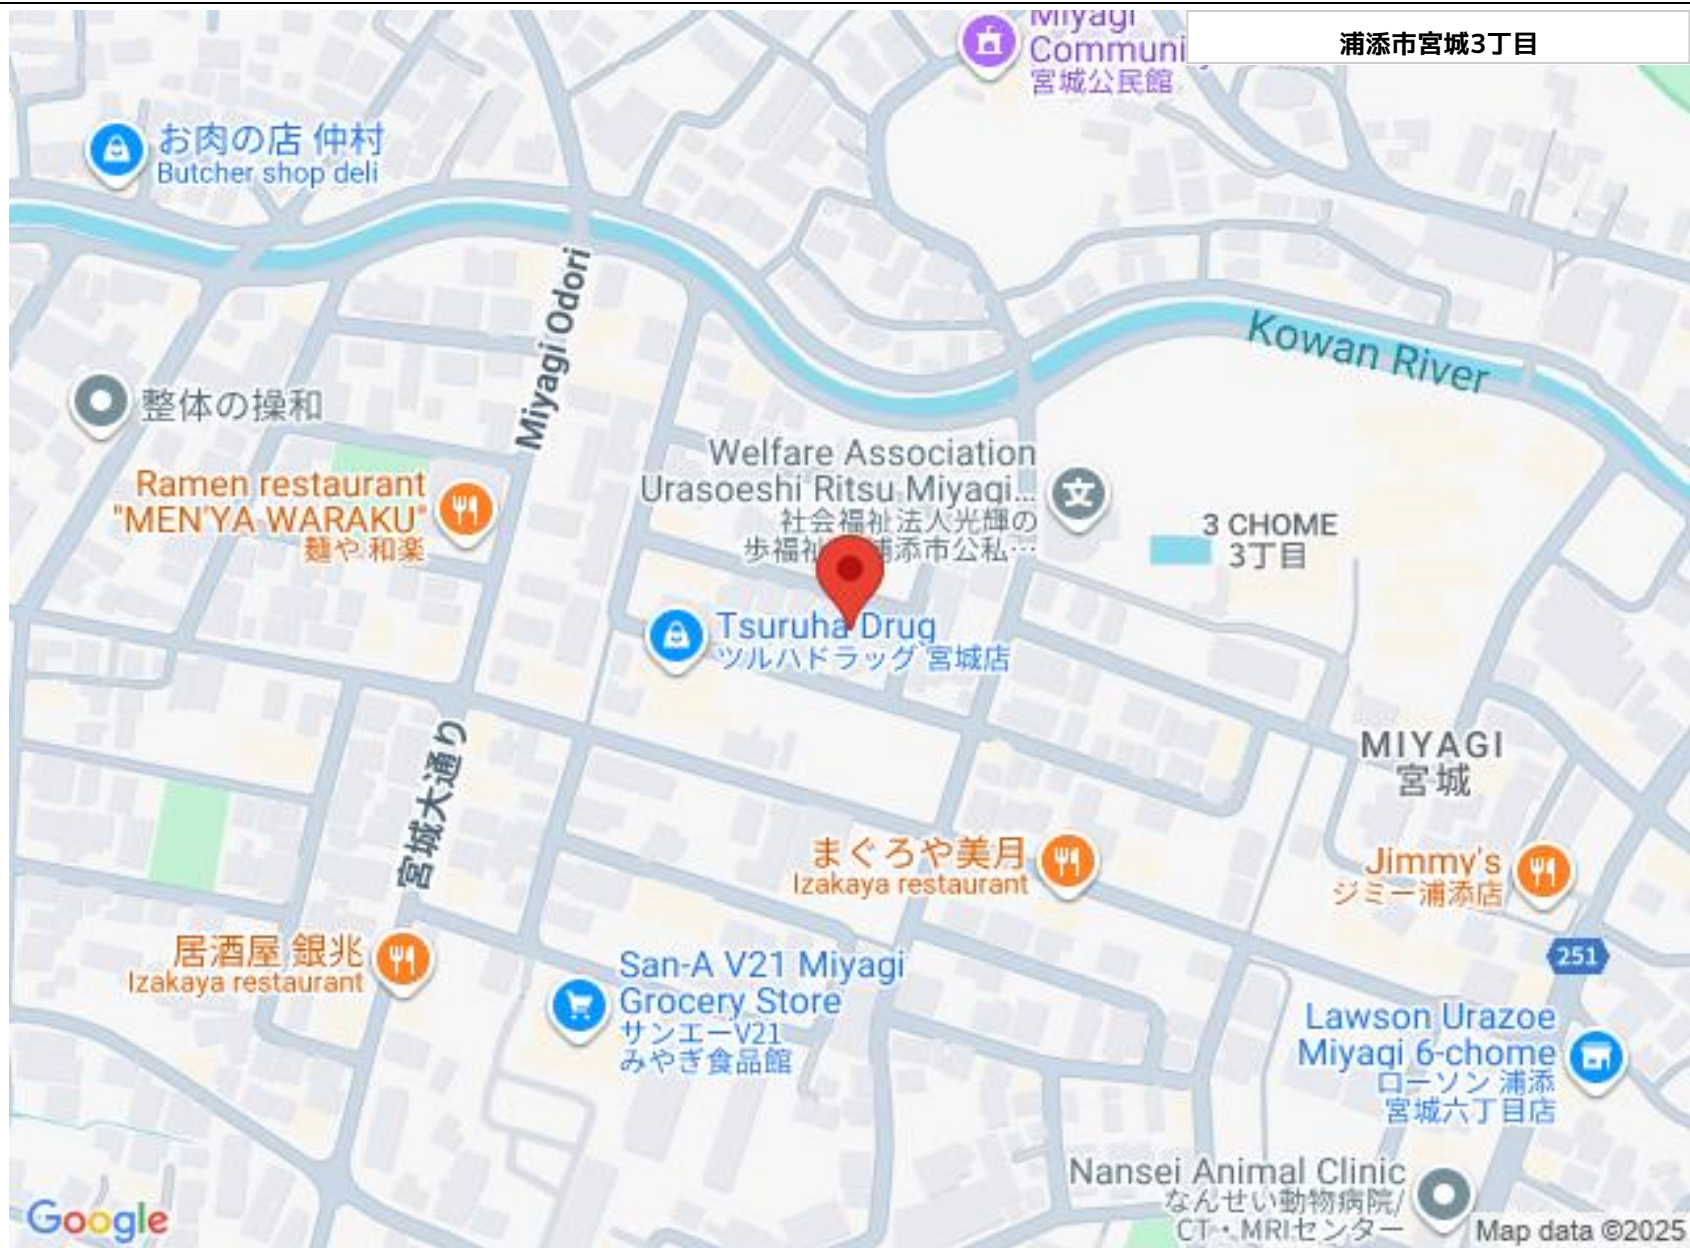 Miyagi
Communi
宮城公民館
浦添市宮城3丁目
お肉の店 仲村
Butcher shop deli
Miyagi Odori
Kowan River
整体の操和
Ramen restaurant
"MEN'YA WARAKU"
麺や 和楽
Welfare Association
Urasoeshi Ritsu Miyagi...
社会福祉法人光輝の
歩福祉 浦添市公私…
3 CHOME
3丁目
Tsuruha Drug
ツルハドラッグ 宮城店
MIYAGI
宮城
宮城大通り
まぐろや美月
Izakaya restaurant
Jimmy's
ジミー浦添店
居酒屋 銀兆
Izakaya restaurant
251
San-A V21 Miyagi
Grocery Store
サンエーV21
みやぎ食品館
Lawson Urazoe
Miyagi 6-chome
ローソン 浦添
宮城六丁目店
Nansei Animal Clinic
なんせい動物病院/
CT・MRIセンター
Google
Map data ©2025